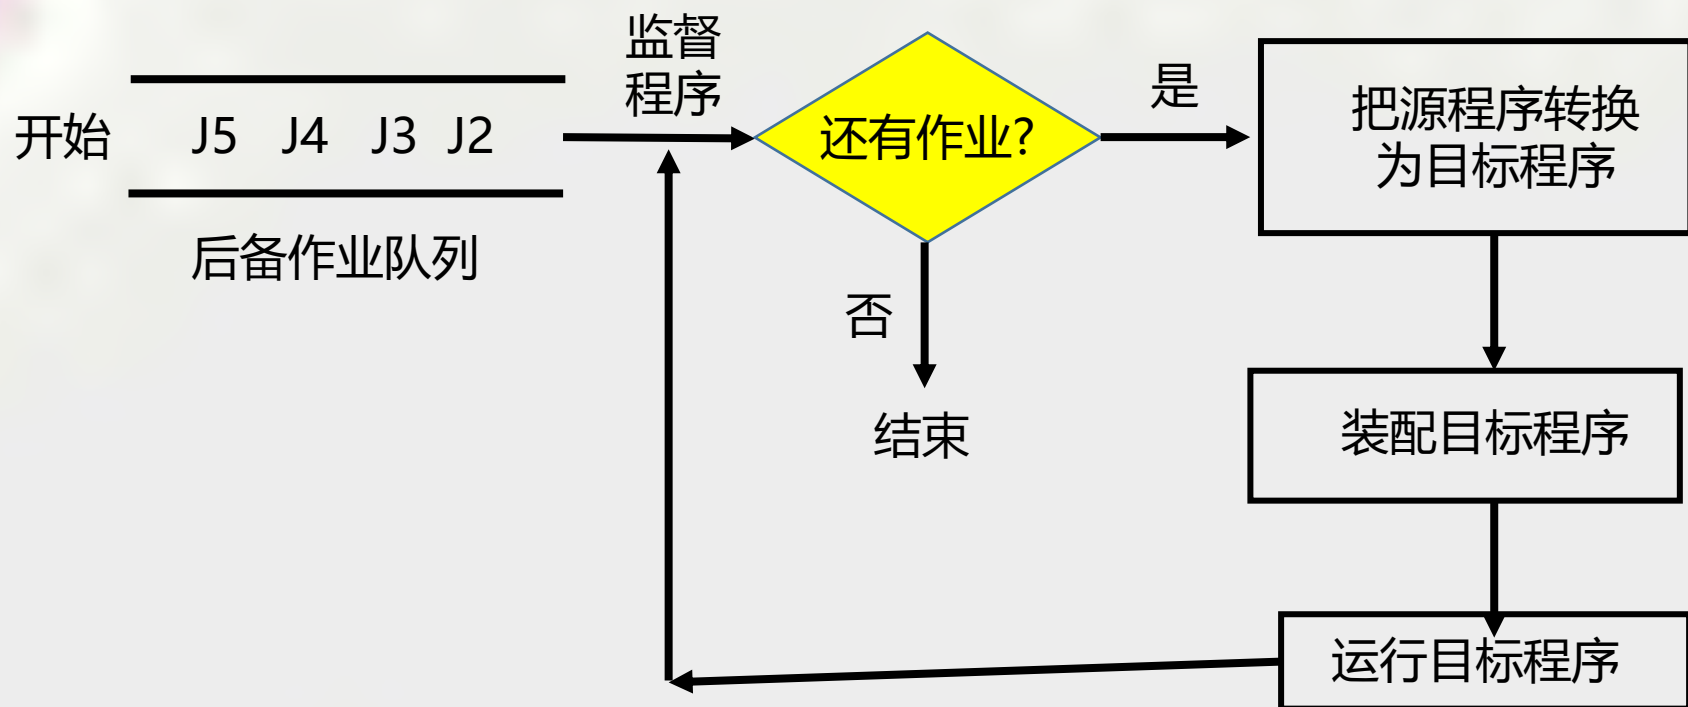 监督
程序
开始
J5 J4 J3 J2
还有作业?
是
把源程序转换
为目标程序
后备作业队列
否
结束
装配目标程序
运行目标程序